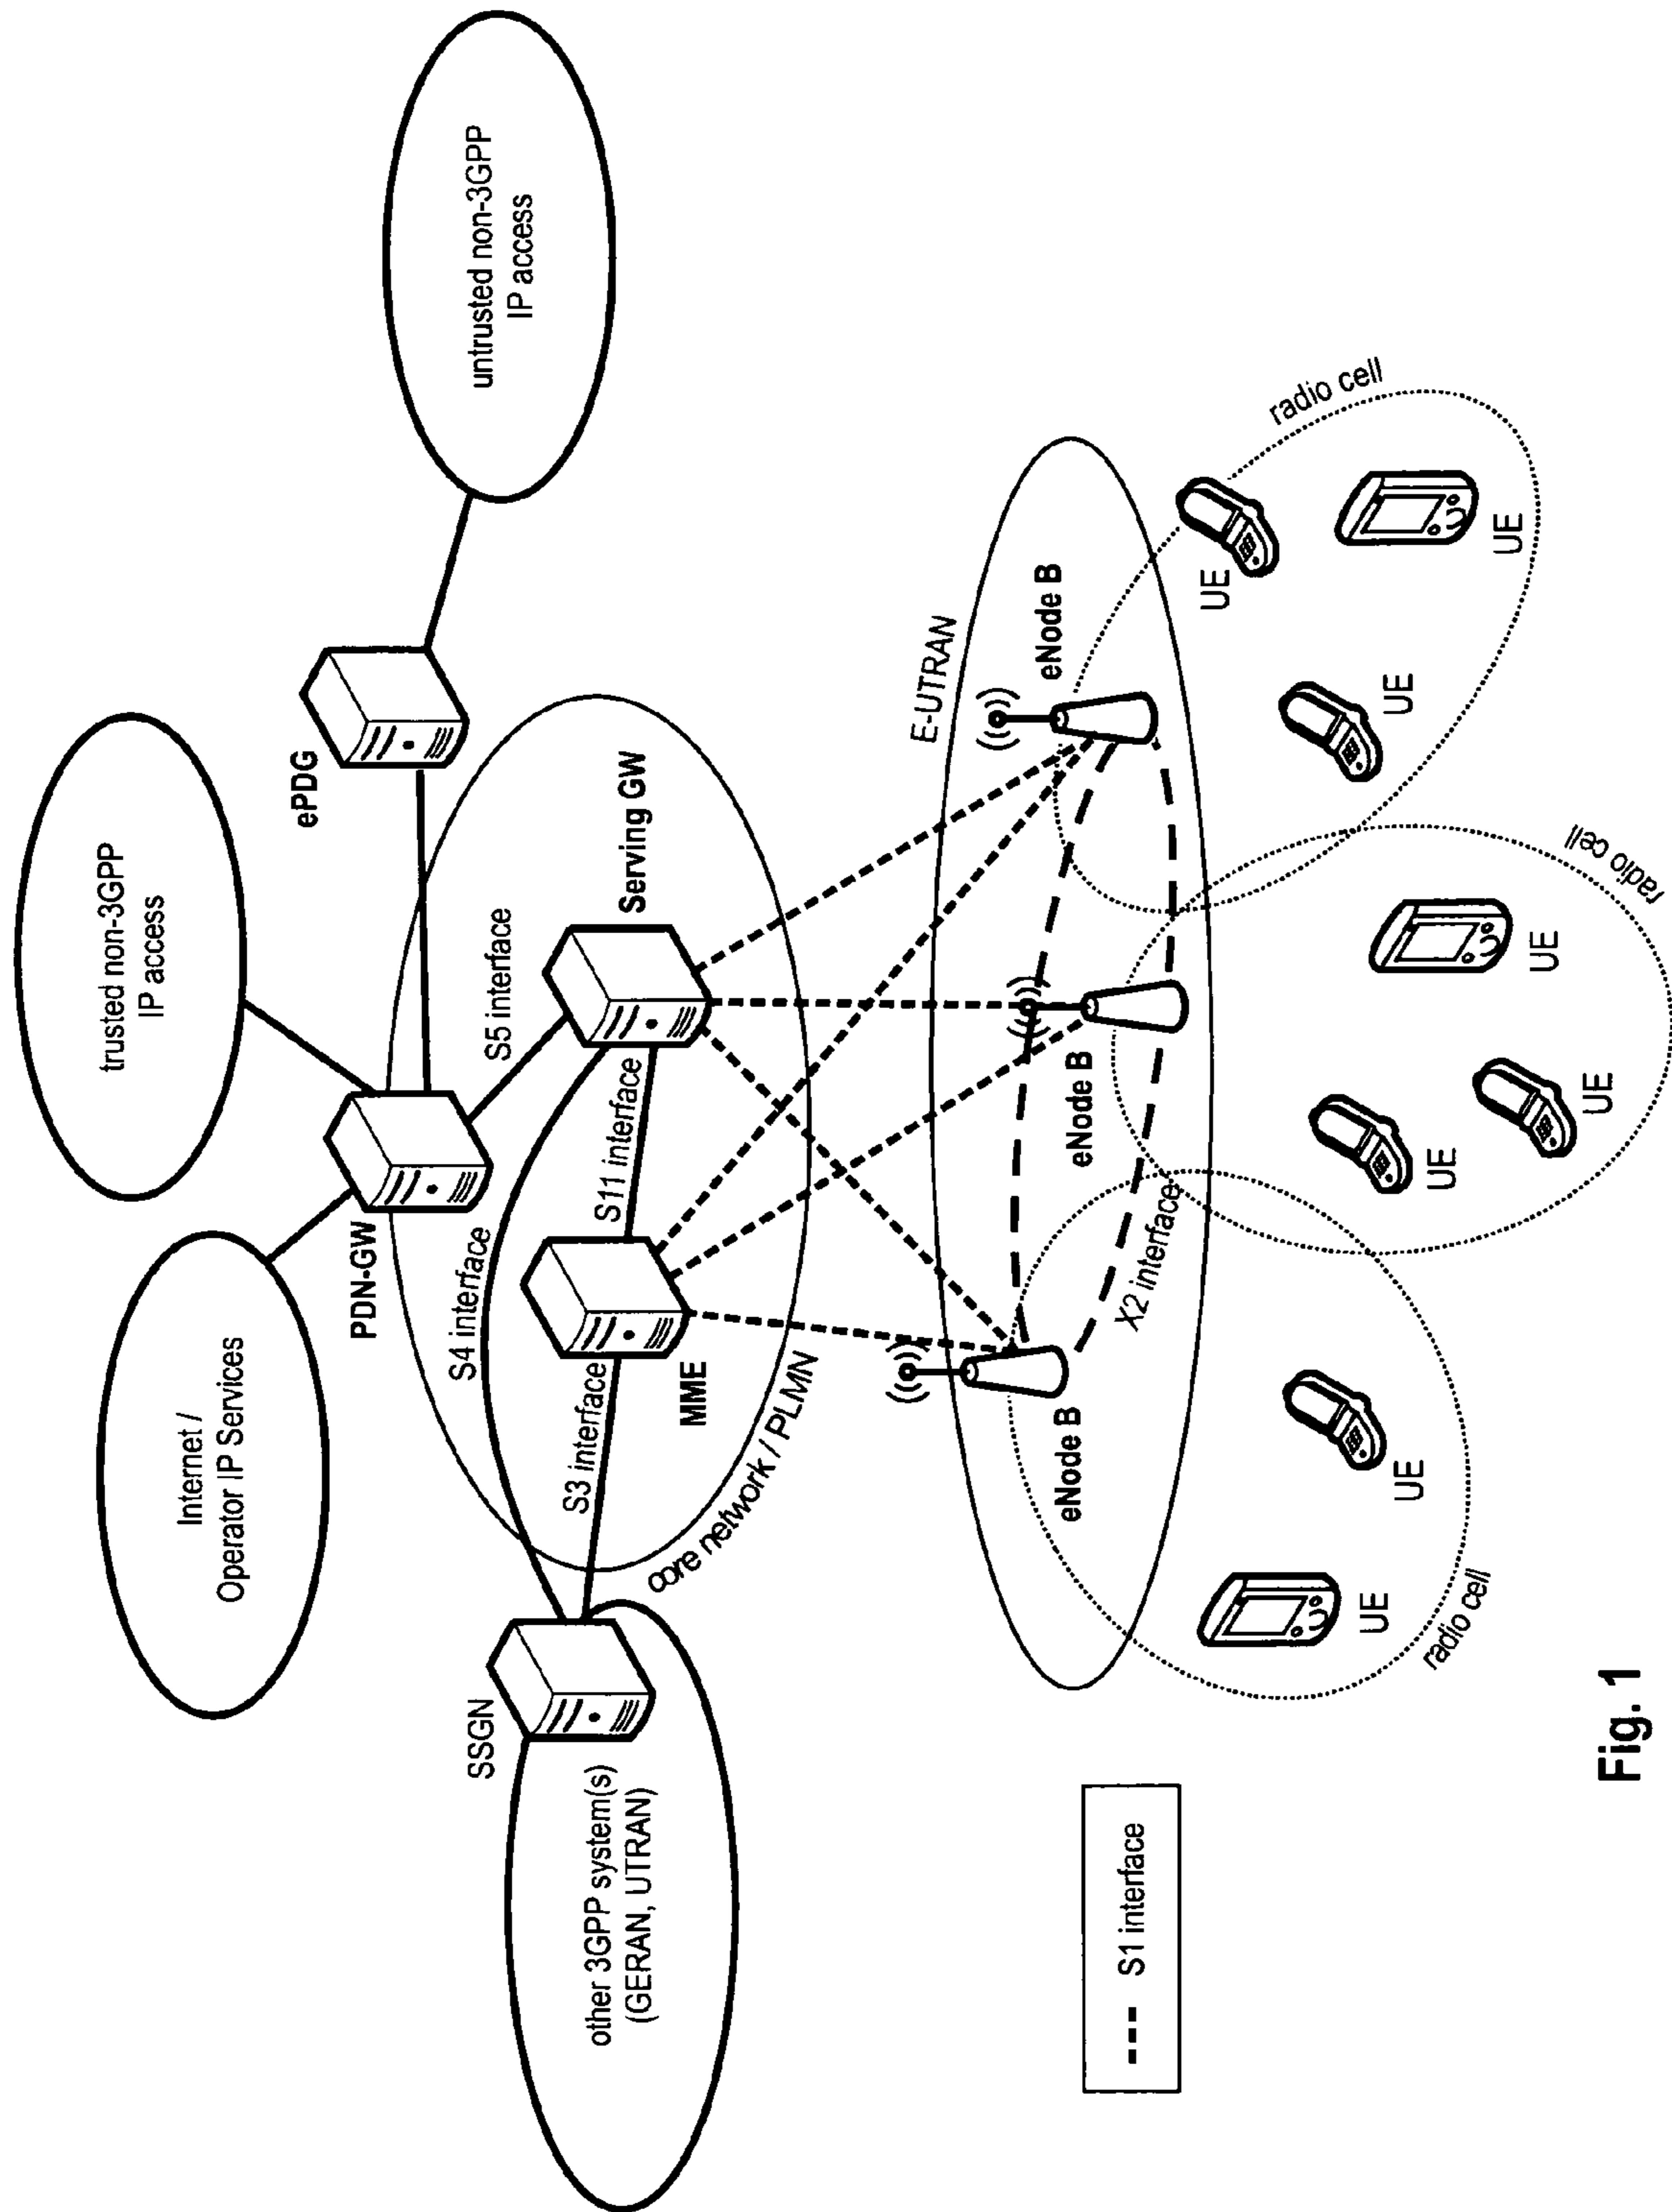 Internet /
Operator IP Services
trusted non-3GPP
IP access
untrusted non-3GPP
IP access
PDN-GW
ePDG
S5 interface
S4 interface
SSGN
other 3GPP system(s)
(GERAN, UTRAN)
S3 interface
S11 interface
MME
Serving GW
core network / PLMN
E-UTRAN
eNode B
eNode B
eNode B
X2 interface
S1 interface
radio cell
radio cell
radio cell
UE
UE
UE
UE
UE
UE
UE
UE
Fig. 1